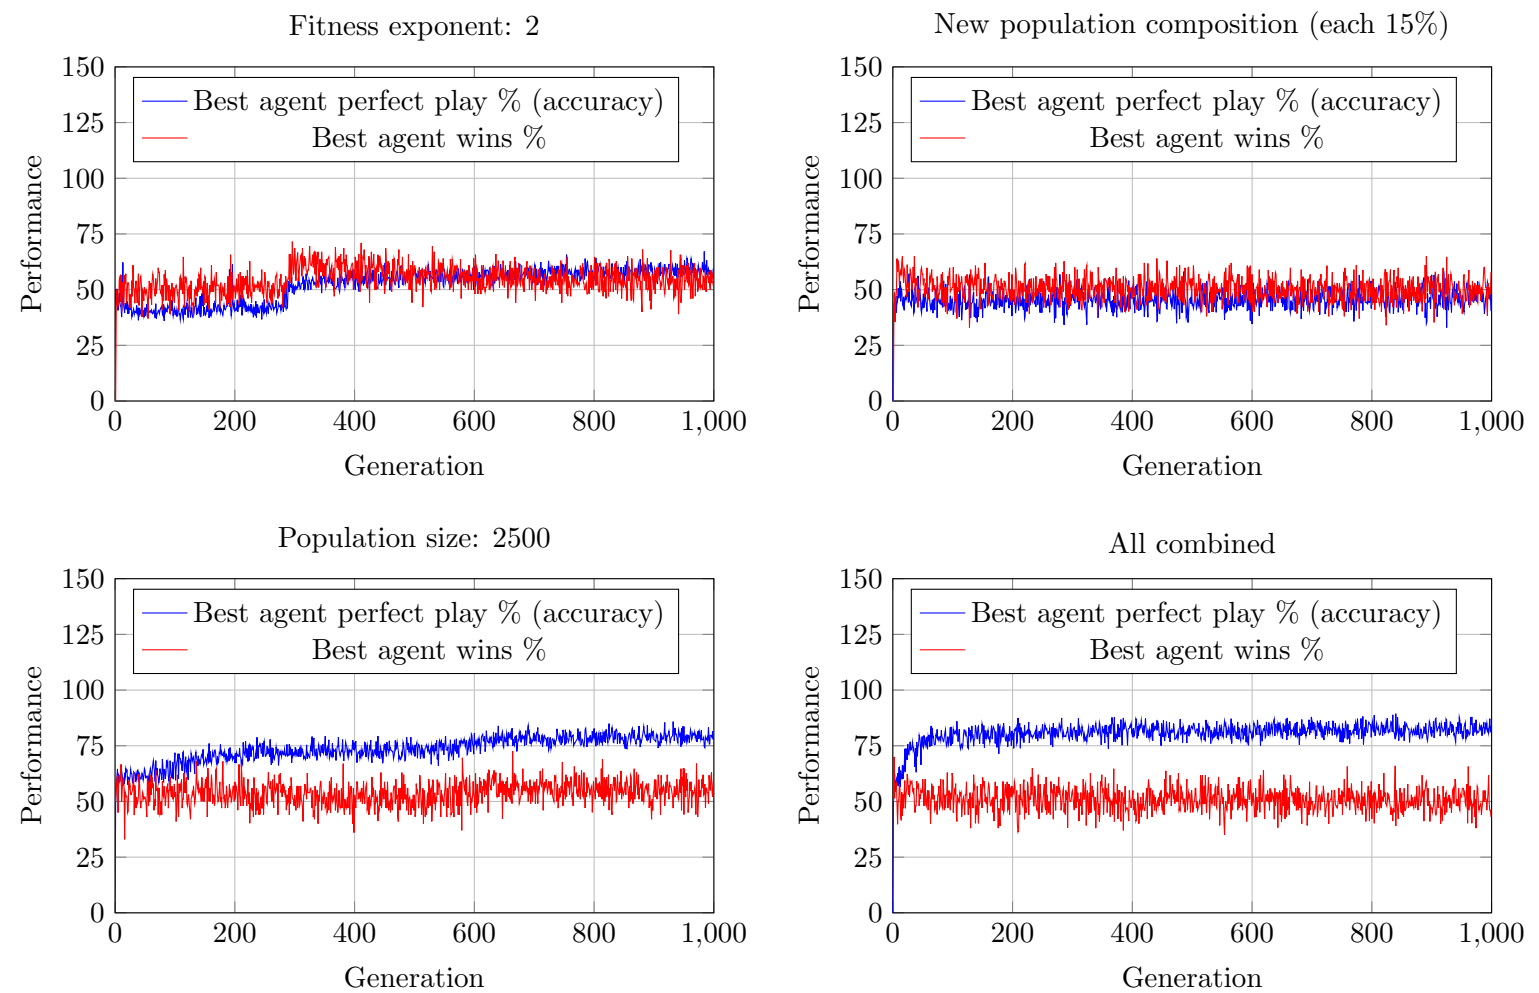 Fitness exponent: 2
150
125
100
75
50
25
0
Performance
Best agent perfect play % (accuracy)
Best agent wins %
0 200 400 600 800 1,000
Generation
New population composition (each 15%)
150
125
100
75
50
25
0
Performance
Best agent perfect play % (accuracy)
Best agent wins %
0 200 400 600 800 1,000
Generation
Population size: 2500
150
125
100
75
50
25
0
Performance
Best agent perfect play % (accuracy)
Best agent wins %
0 200 400 600 800 1,000
Generation
All combined
150
125
100
75
50
25
0
Performance
Best agent perfect play % (accuracy)
Best agent wins %
0 200 400 600 800 1,000
Generation